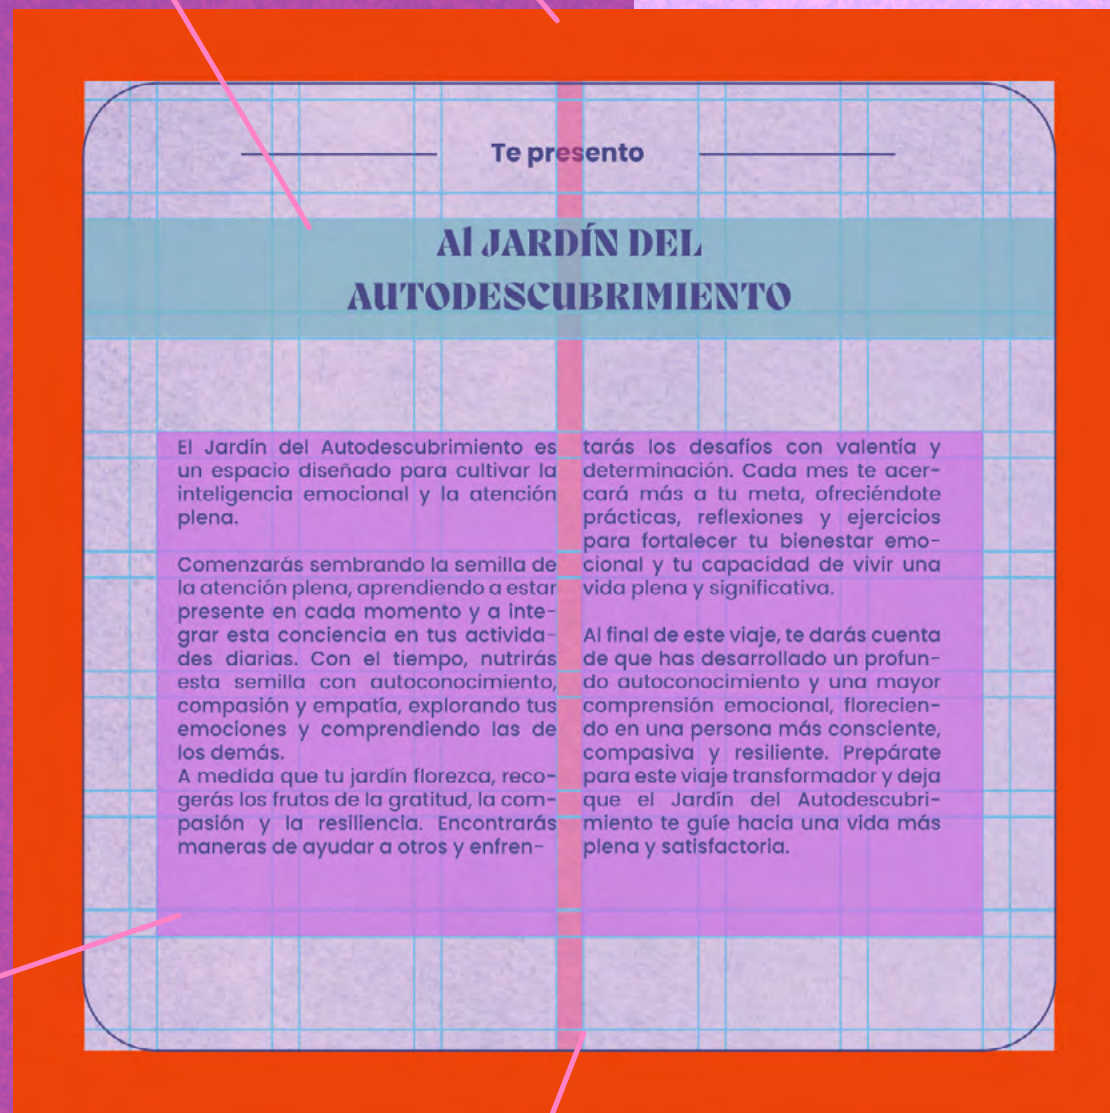 Te presento
Al JARDÍN DEL
AUTODESCUBRIMIENTO
El Jardín del Autodescubrimiento es
un espacio diseñado para cultivar la
inteligencia emocional y la atención
plena.
Comenzarás sembrando la semilla de
la atención plena, aprendiendo a estar
presente en cada momento y a inte-
grar esta conciencia en tus activida-
des diarias. Con el tiempo, nutrirás
esta semilla con autoconocimiento,
compasión y empatía, explorando tus
emociones y comprendiendo las de
los demás.
A medida que tu jardín florezca, reco-
gerás los frutos de la gratitud, la com-
pasión y la resiliencia. Encontrarás
maneras de ayudar a otros y enfren-
tarás los desafíos con valentía y
determinación. Cada mes te acer-
cará más a tu meta, ofreciéndote
prácticas, reflexiones y ejercicios
para fortalecer tu bienestar emo-
cional y tu capacidad de vivir una
vida plena y significativa.
Al final de este viaje, te darás cuenta
de que has desarrollado un profun-
do autoconocimiento y una mayor
comprensión emocional, florecien-
do en una persona más consciente,
compasiva y resiliente. Prepárate
para este viaje transformador y deja
que el Jardín del Autodescubri-
miento te guíe hacia una vida más
plena y satisfactoria.